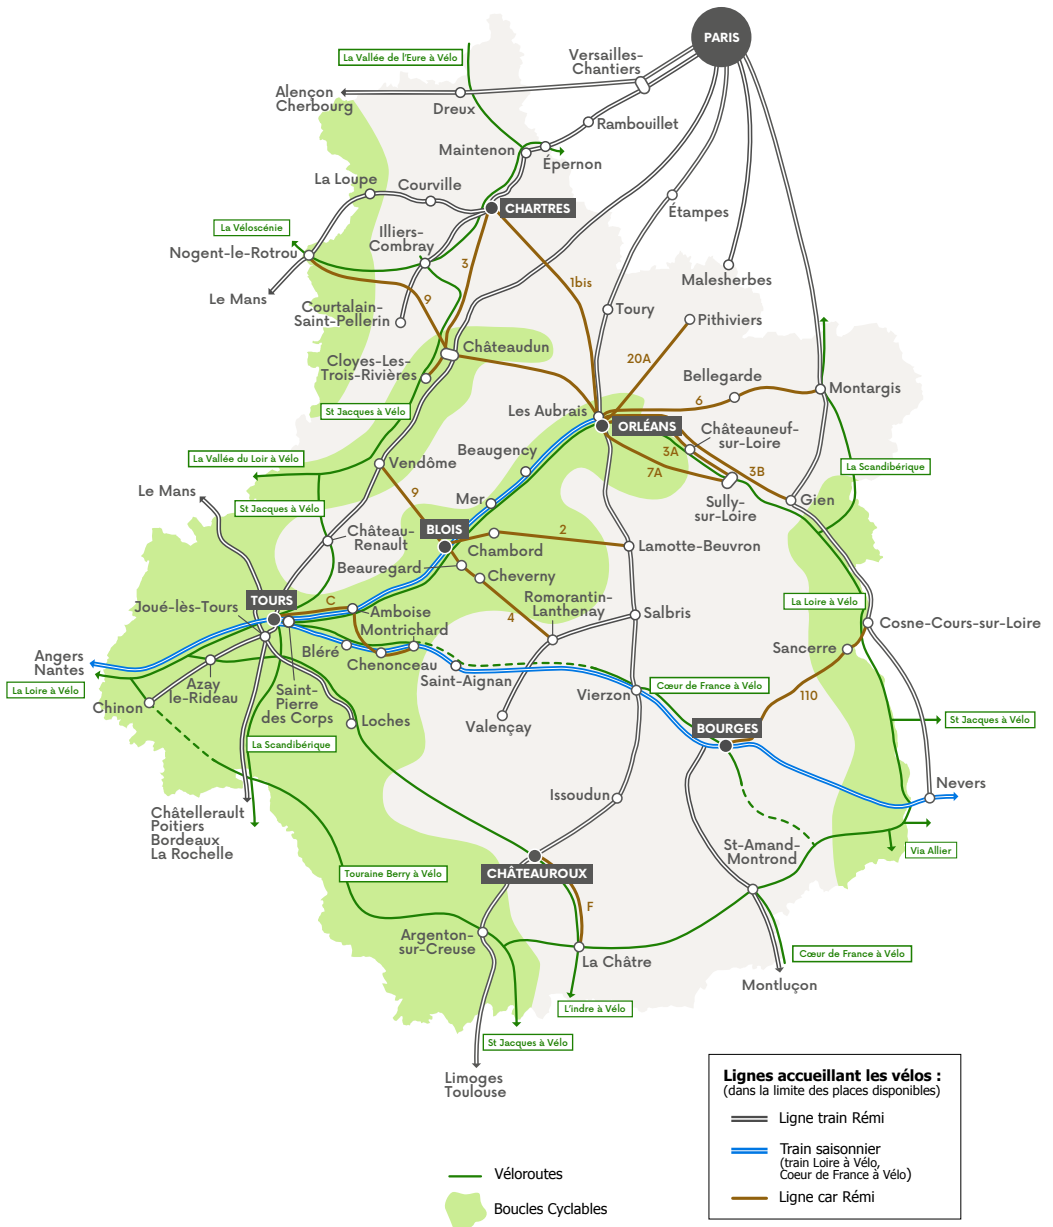 PARIS
La Vallée de l'Eure à Vélo
Versailles-
Chantiers
Alençon
Cherbourg
Dreux
Rambouillet
Maintenon
Épernon
La Loupe
Courville
CHARTRES
Étampes
La Véloscénie
Illiers-
Combray
Nogent-le-Rotrou
3
1bis
Malesherbes
Le Mans
9
Courtalain-
Saint-Pellerin
Toury
Pithiviers
Châteaudun
20A
Cloyes-Les-
Trois-Rivières
Bellegarde
Montargis
6
St Jacques à Vélo
Les Aubrais
ORLÉANS
Châteauneuf-
sur-Loire
Beaugency
3A
La Vallée du Loir à Vélo
Vendôme
7A
3B
La Scandibérique
Le Mans
9
Mer
Sully-
sur-Loire
Gien
St Jacques à Vélo
Château-
Renault
BLOIS
Chambord
2
Lamotte-Beuvron
Beauregard
Cheverny
TOURS
C
Romorantin-
Lanthenay
La Loire à Vélo
Joué-lès-Tours
Amboise
4
Salbris
Cosne-Cours-sur-Loire
Montrichard
Bléré
Chenonceau
Sancerre
Angers
Nantes
Saint-Aignan
La Loire à Vélo
Azay
le-Rideau
Saint-
Pierre
des Corps
Vierzon
Cœur de France à Vélo
Chinon
Loches
Valençay
110
BOURGES
St Jacques à Vélo
La Scandibérique
Nevers
Issoudun
Châtellerault
Poitiers
Bordeaux
La Rochelle
St-Amand-
Montrond
Via Allier
Touraine Berry à Vélo
CHÂTEAUROUX
F
Argenton-
sur-Creuse
La Châtre
Cœur de France à Vélo
Montluçon
L'indre à Vélo
St Jacques à Vélo
Limoges
Toulouse
Lignes accueillant les vélos :
(dans la limite des places disponibles)
Ligne train Rémi
Train saisonnier
(train Loire à Vélo,
Coeur de France à Vélo)
Ligne car Rémi
Véloroutes
Boucles Cyclables